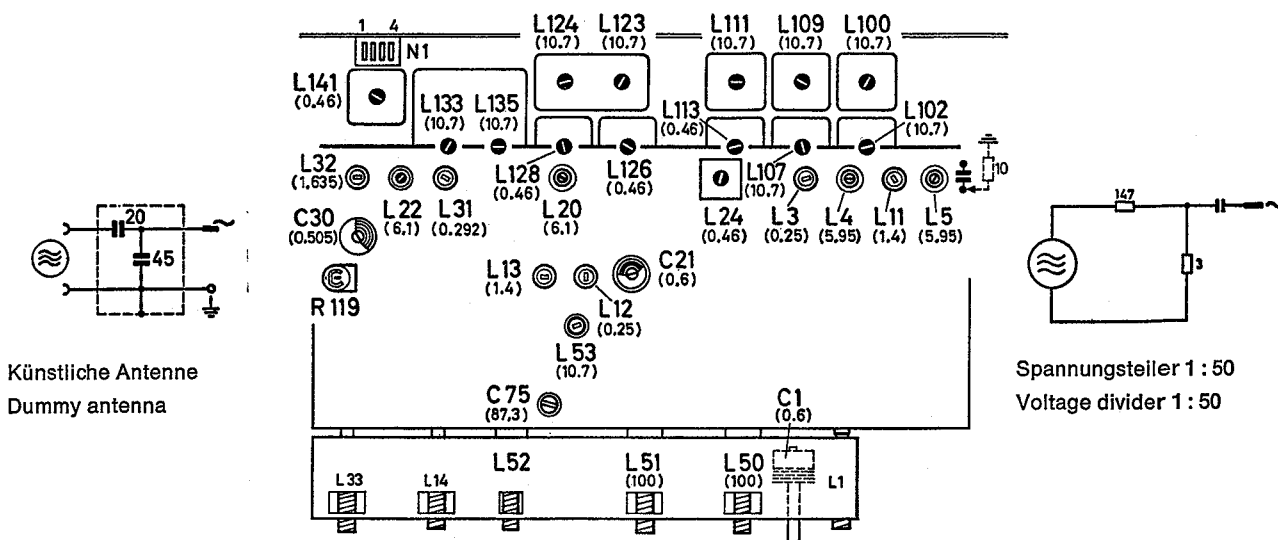 1 4
N1
L124
(10.7)
L123
(10.7)
L111
(10.7)
L109
(10.7)
L100
(10.7)
L141
(0.46)
L133
(10.7)
L135
(10.7)
L113
(0.46)
L102
(10.7)
L32
(1,635)
L22
(6.1)
L31
(0.292)
L128
(0.46)
L20
(6.1)
L126
(0.46)
L24
(0.46)
L107
(10.7)
L3
(0.25)
L4
(5.95)
L11
(1.4)
L5
(5.95)
10
20
45
C30
(0.505)
R 119
L13
(1.4)
L12
(0.25)
C21
(0,6)
L53
(10.7)
C75
(87,3)
C1
(0.6)
147
3
Künstliche Antenne
Dummy antenna
Spannungsteiler 1 : 50
Voltage divider 1 : 50
L33
L14
L52
L51
(100)
L50
(100)
L1